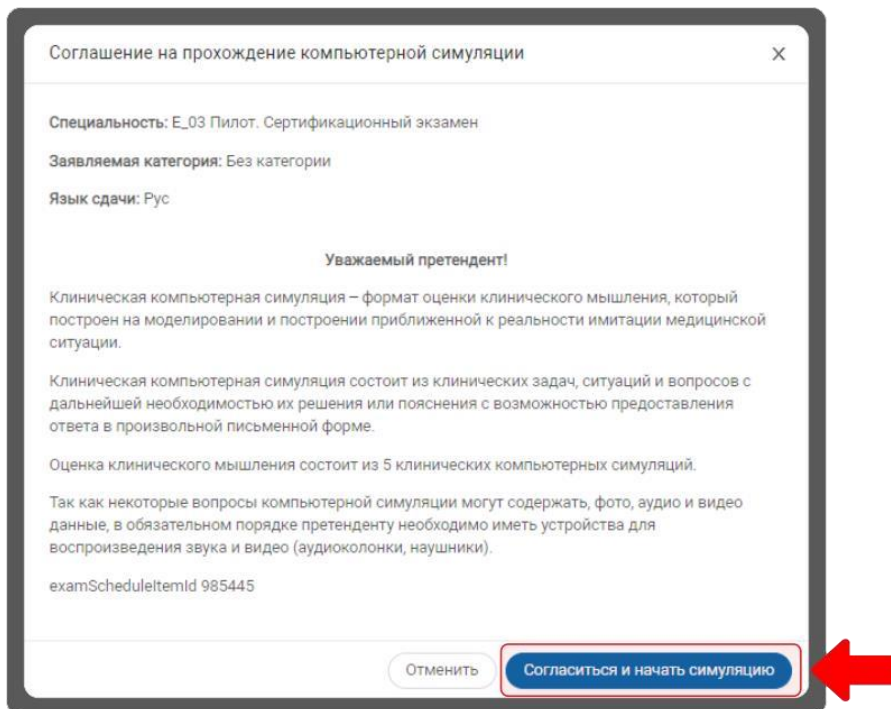 Соглашение на прохождение компьютерной симуляции
Специальность: E_03 Пилот. Сертификационный экзамен
Заявляемая категория: Без категории
Язык сдачи: Рус
Уважаемый претендент!
Клиническая компьютерная симуляция – формат оценки клинического мышления, который
построен на моделировании и построении приближенной к реальности имитации медицинской
ситуации.
Клиническая компьютерная симуляция состоит из клинических задач, ситуаций и вопросов с
дальнейшей необходимостью их решения или пояснения с возможностью предоставления
ответа в произвольной письменной форме.
Оценка клинического мышления состоит из 5 клинических компьютерных симуляций.
Так как некоторые вопросы компьютерной симуляции могут содержать, фото, аудио и видео
данные, в обязательном порядке претенденту необходимо иметь устройства для
воспроизведения звука и видео (аудиоколонки, наушники).
examScheduleItemId 985445
Отменить
Согласиться и начать симуляцию